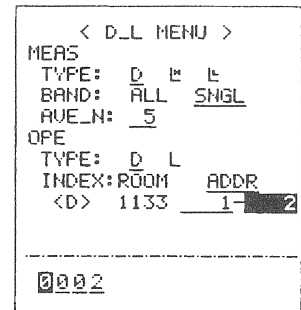 < D_L MENU >
MEAS
TYPE: D
BAND: ALL SNGL
AVE_N: 5
OPE
TYPE: D L
INDEX: ROOM ADDR
<D> 1133 1-2
0002